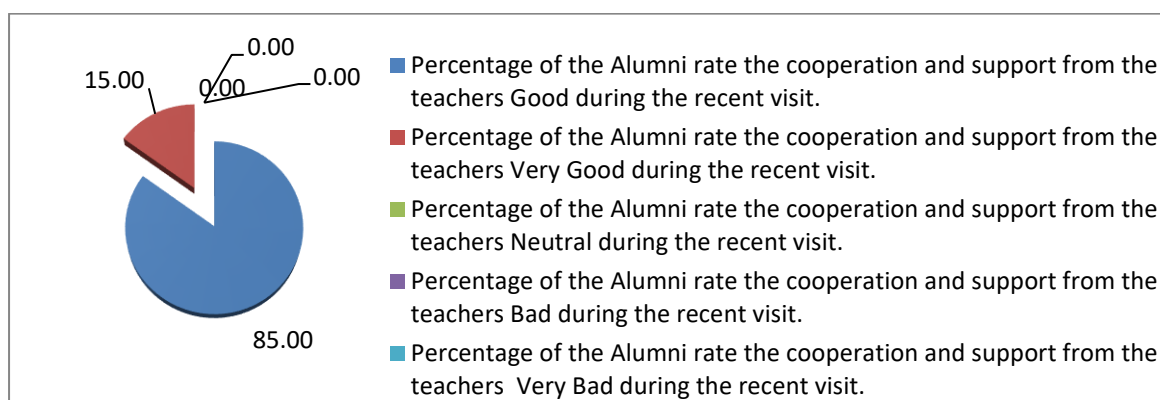 0.00
15.00
0.00
0.00
85.00
Percentage of the Alumni rate the cooperation and support from the
teachers Good during the recent visit.
Percentage of the Alumni rate the cooperation and support from the
teachers Very Good during the recent visit.
Percentage of the Alumni rate the cooperation and support from the
teachers Neutral during the recent visit.
Percentage of the Alumni rate the cooperation and support from the
teachers Bad during the recent visit.
Percentage of the Alumni rate the cooperation and support from the
teachers  Very Bad during the recent visit.